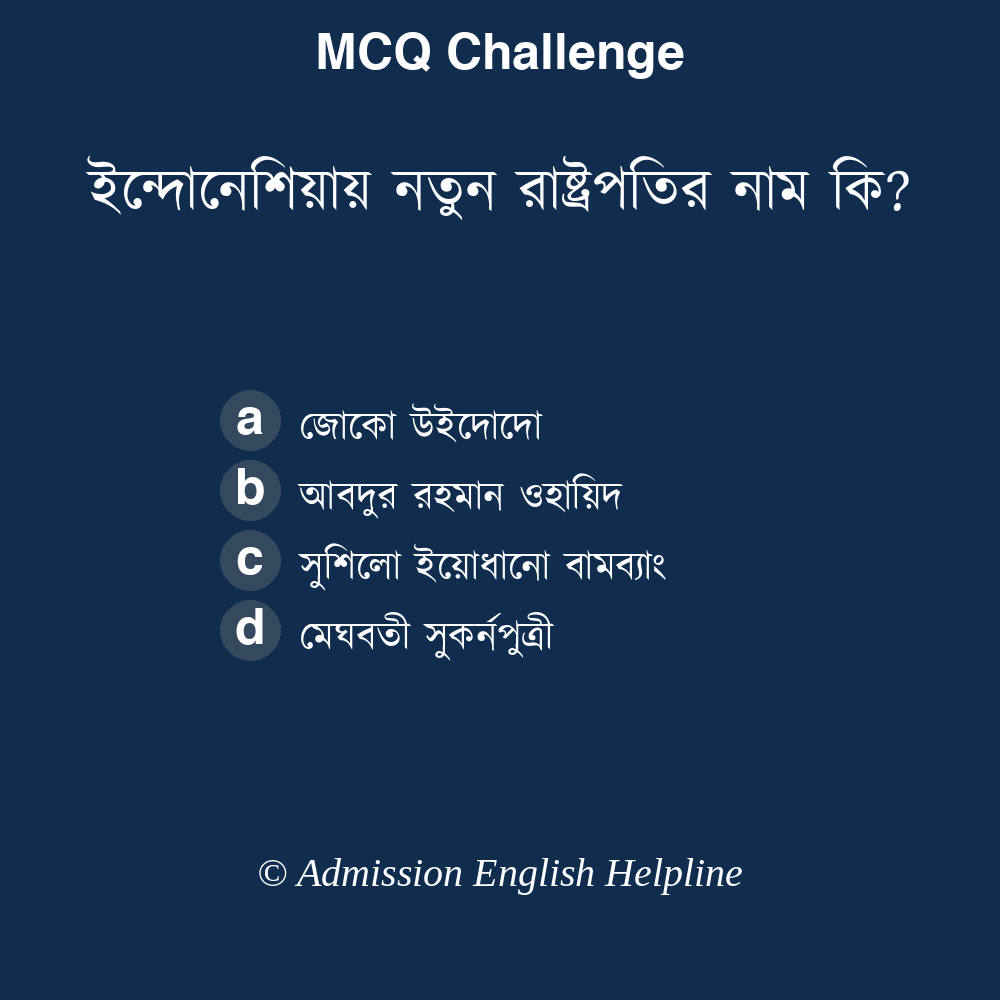 MCQ Challenge
ইন্দোনেশিয়ায় নতুন রাষ্ট্রপতির নাম কি?
a জোকো উইদোদো
b আবদুর রহমান ওহায়িদ
c সুশিলো ইয়োধানো বামব্যাং
d মেঘবতী সুকর্নপুত্রী
© Admission English Helpline